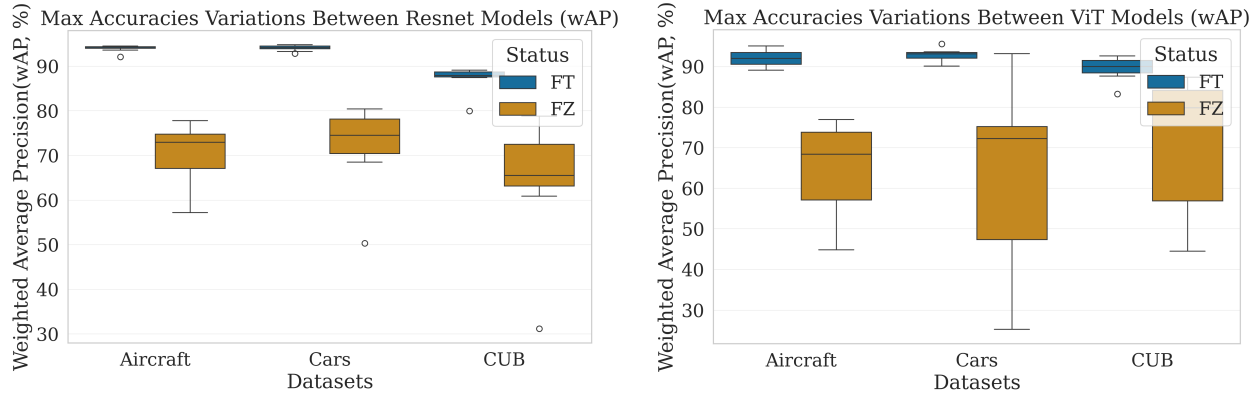 Max Accuracies Variations Between Resnet Models (wAP)
Weighted Average Precision(wAP, %)
90
80
70
60
50
40
30
Status
FT
FZ
Aircraft
Cars
CUB
Datasets
Max Accuracies Variations Between ViT Models (wAP)
Weighted Average Precision(wAP, %)
90
80
70
60
50
40
30
Status
FT
FZ
Aircraft
Cars
CUB
Datasets